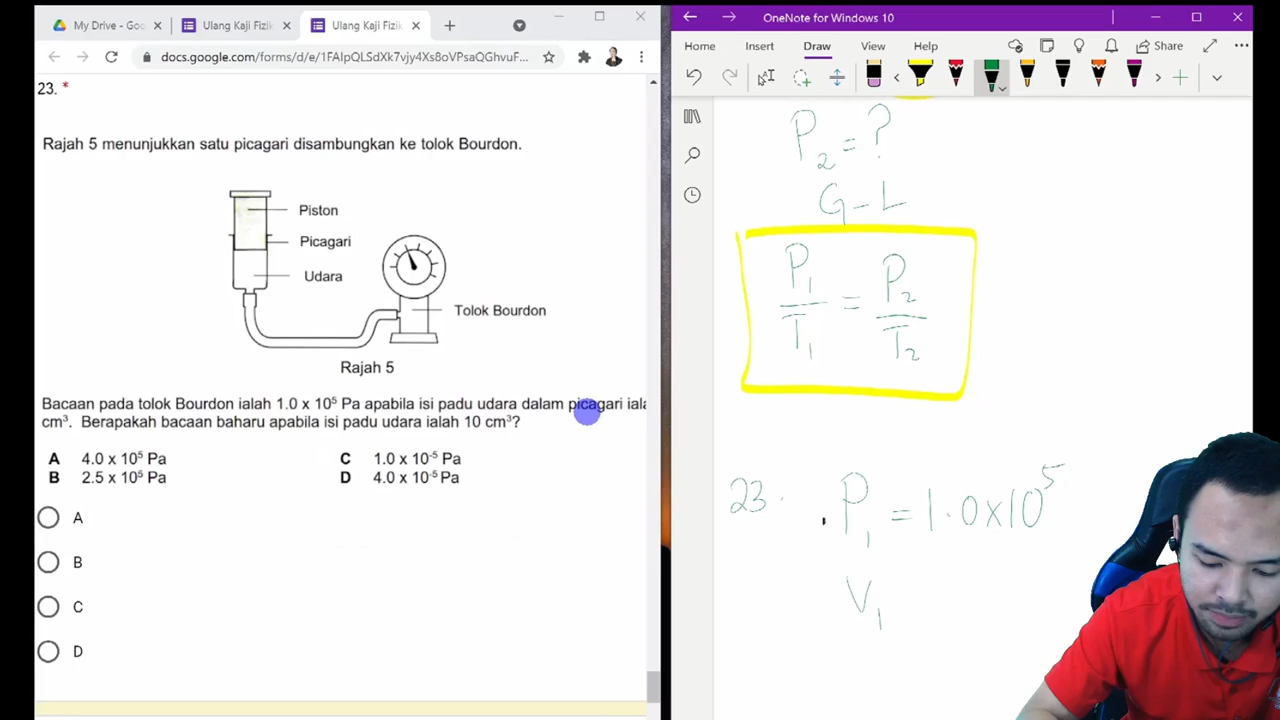 My Drive -
Ulang Kaji Fizik
Ulang Kaji Fizik
docs.google.com/forms/d/e/1FAIpQLSdXk7vjy4Xs8oVPsaQGhvuF...
OneNote for Windows 10
Home
Insert
Draw
View
Help
Share
23. *
Rajah 5 menunjukkan satu picagari disambungkan ke tolok Bourdon.
Piston
Picagari
Udara
Tolok Bourdon
Rajah 5
Bacaan pada tolok Bourdon ialah 1.0 x 10⁵ Pa apabila isi padu udara dalam picagari iala
cm³. Berapakah bacaan baharu apabila isi padu udara ialah 10 cm³?
A 4.0 x 10⁵ Pa C 1.0 x 10⁻⁵ Pa
B 2.5 x 10⁵ Pa D 4.0 x 10⁻⁵ Pa
A
B
C
D
P₂ = ?
G-L
P₁/T₁ = P₂/T₂
23. P₁ = 1.0x10⁵
V₁